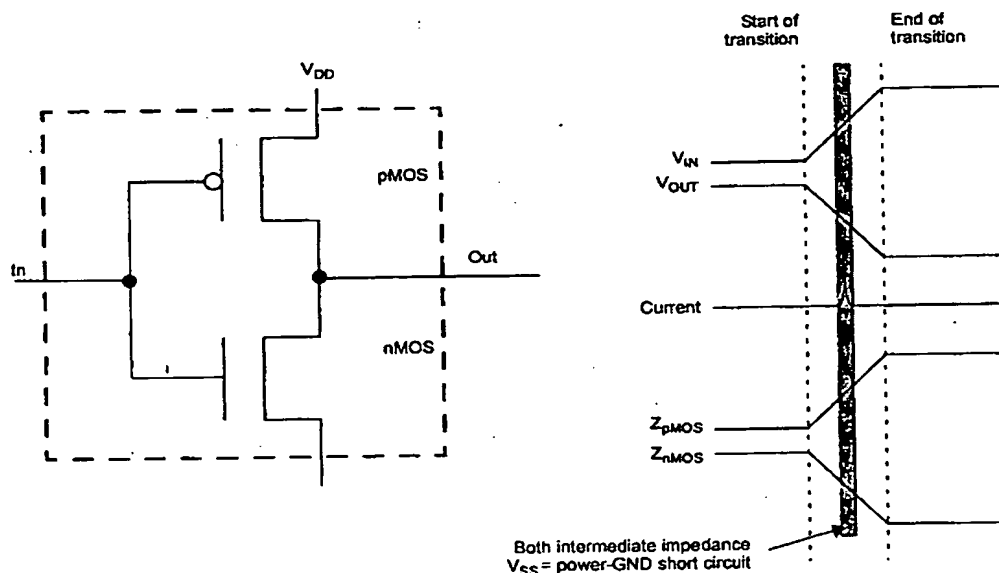 Start of
transition
End of
transition
VDD
pMOS
In
Out
nMOS
VIN
VOUT
Current
ZpMOS
ZnMOS
Both intermediate impedance
VSS = power-GND short circuit